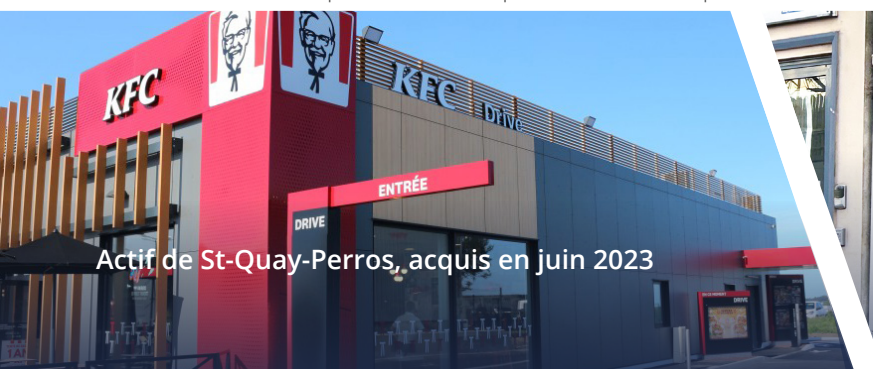 KFC
KFC Drive
ENTRÉE
DRIVE
Actif de St-Quay-Perros, acquis en juin 2023
DRIVE